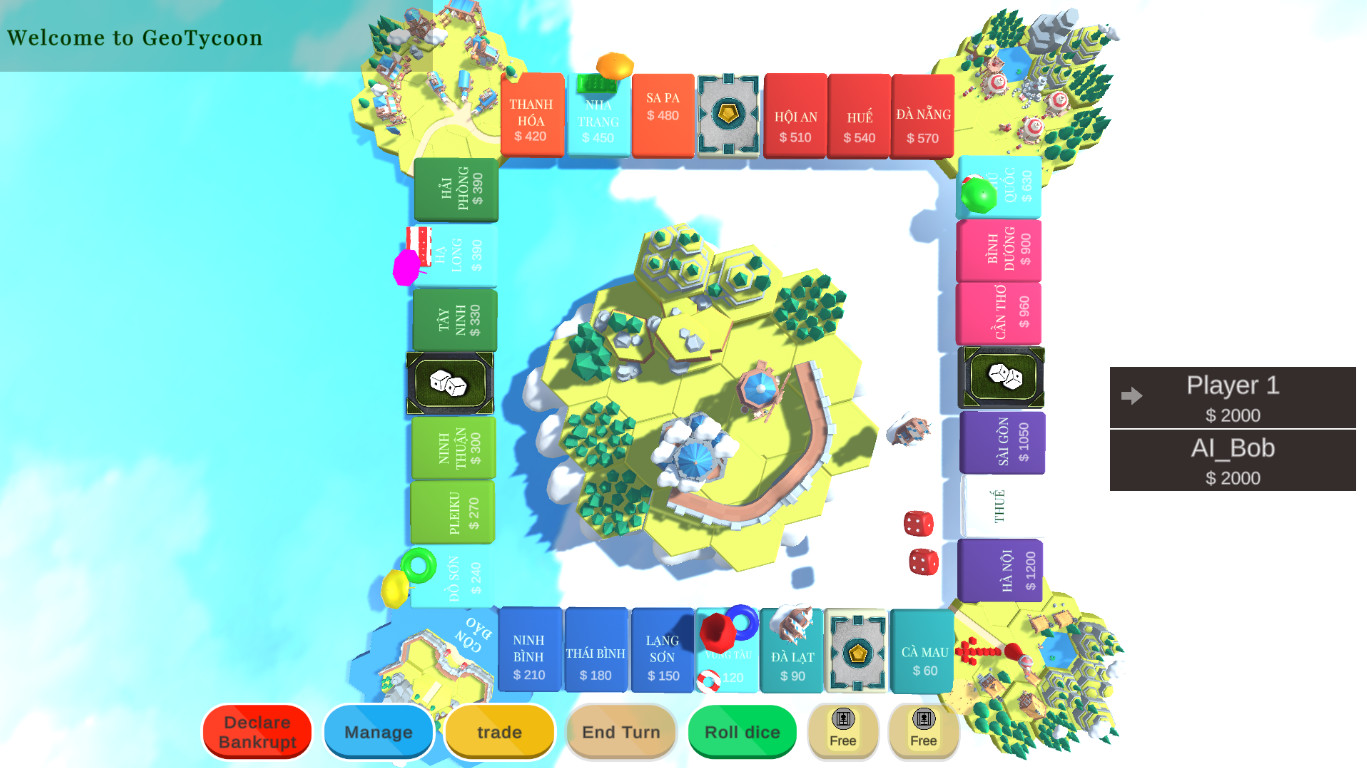 Welcome to GeoTycoon
THANH
HÓA
$ 420
NHA
TRANG
$ 450
SA PA
$ 480
HỘI AN
$ 510
HUẾ
$ 540
ĐÀ NẴNG
$ 570
HẢI
PHÒNG
$ 390
HẠ
LONG
$ 390
TÂY
NINH
$ 330
NINH
THUẬN
$ 300
PLEIKU
$ 270
ĐỒ SƠN
$ 240
CÔN
ĐẢO
NINH
BÌNH
$ 210
THÁI BÌNH
$ 180
LẠNG
SƠN
$ 150
120
ĐÀ LẠT
$ 90
CÀ MAU
$ 60
QUỐC
$ 630
BÌNH
DƯƠNG
$ 900
CẦN THƠ
$ 960
SÀI GÒN
$ 1050
THUẾ
HÀ NỘI
$ 1200
Player 1
$ 2000
AI_Bob
$ 2000
Declare
Bankrupt
Manage
trade
End Turn
Roll dice
Free
Free